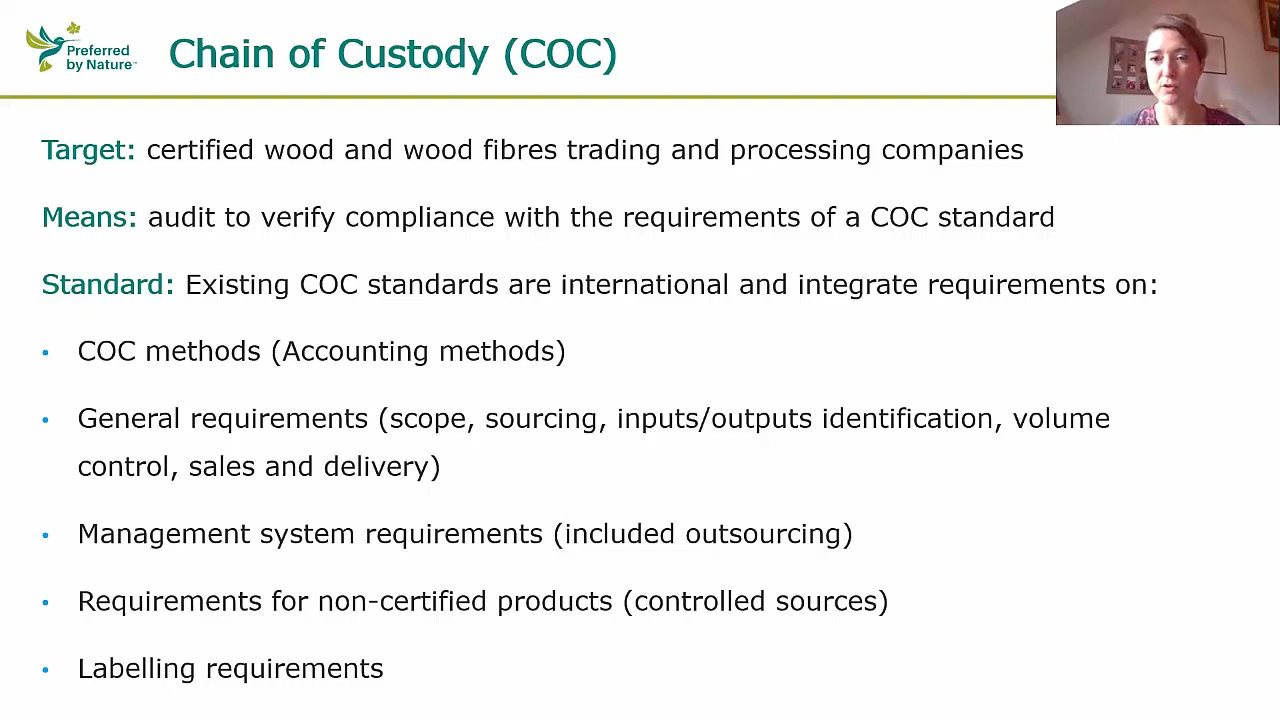 Preferred
by Nature™
Chain of Custody (COC)
Target: certified wood and wood fibres trading and processing companies
Means: audit to verify compliance with the requirements of a COC standard
Standard: Existing COC standards are international and integrate requirements on:
• COC methods (Accounting methods)
• General requirements (scope, sourcing, inputs/outputs identification, volume
control, sales and delivery)
• Management system requirements (included outsourcing)
• Requirements for non-certified products (controlled sources)
• Labelling requirements